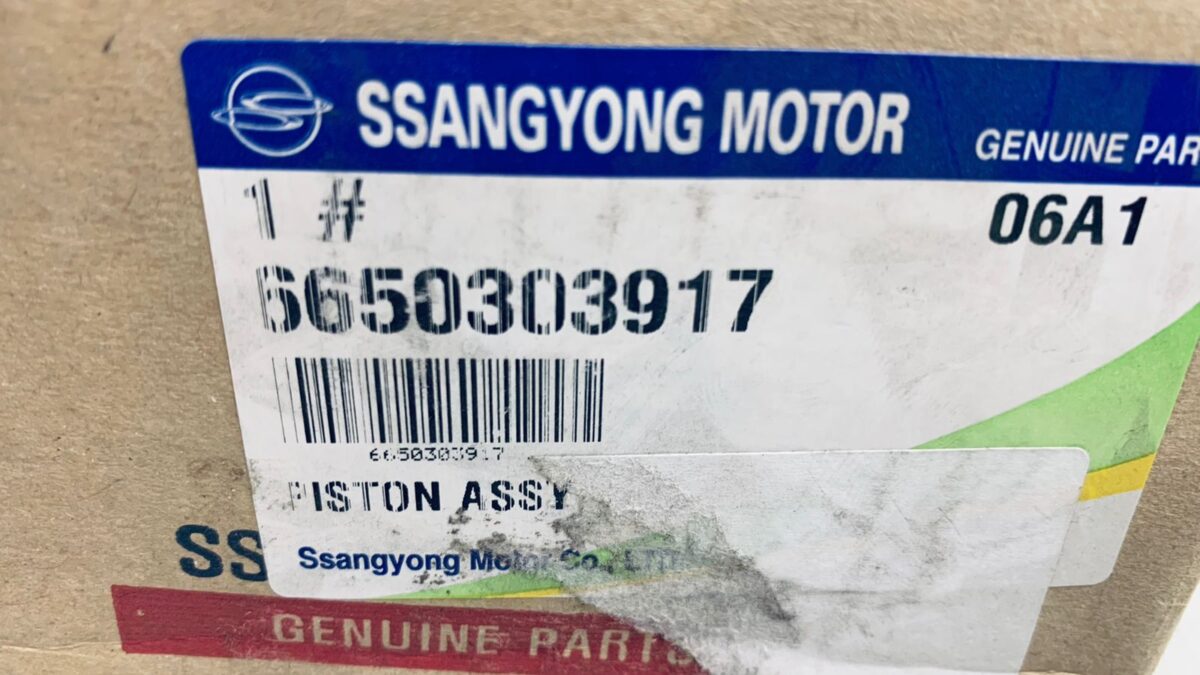 SSANGYONG MOTOR GENUINE PAR
1 # 06A1
6650303917
6650303917
PISTON ASSY
SS
Ssangyong Motor Co., LTD
GENUINE PARTS